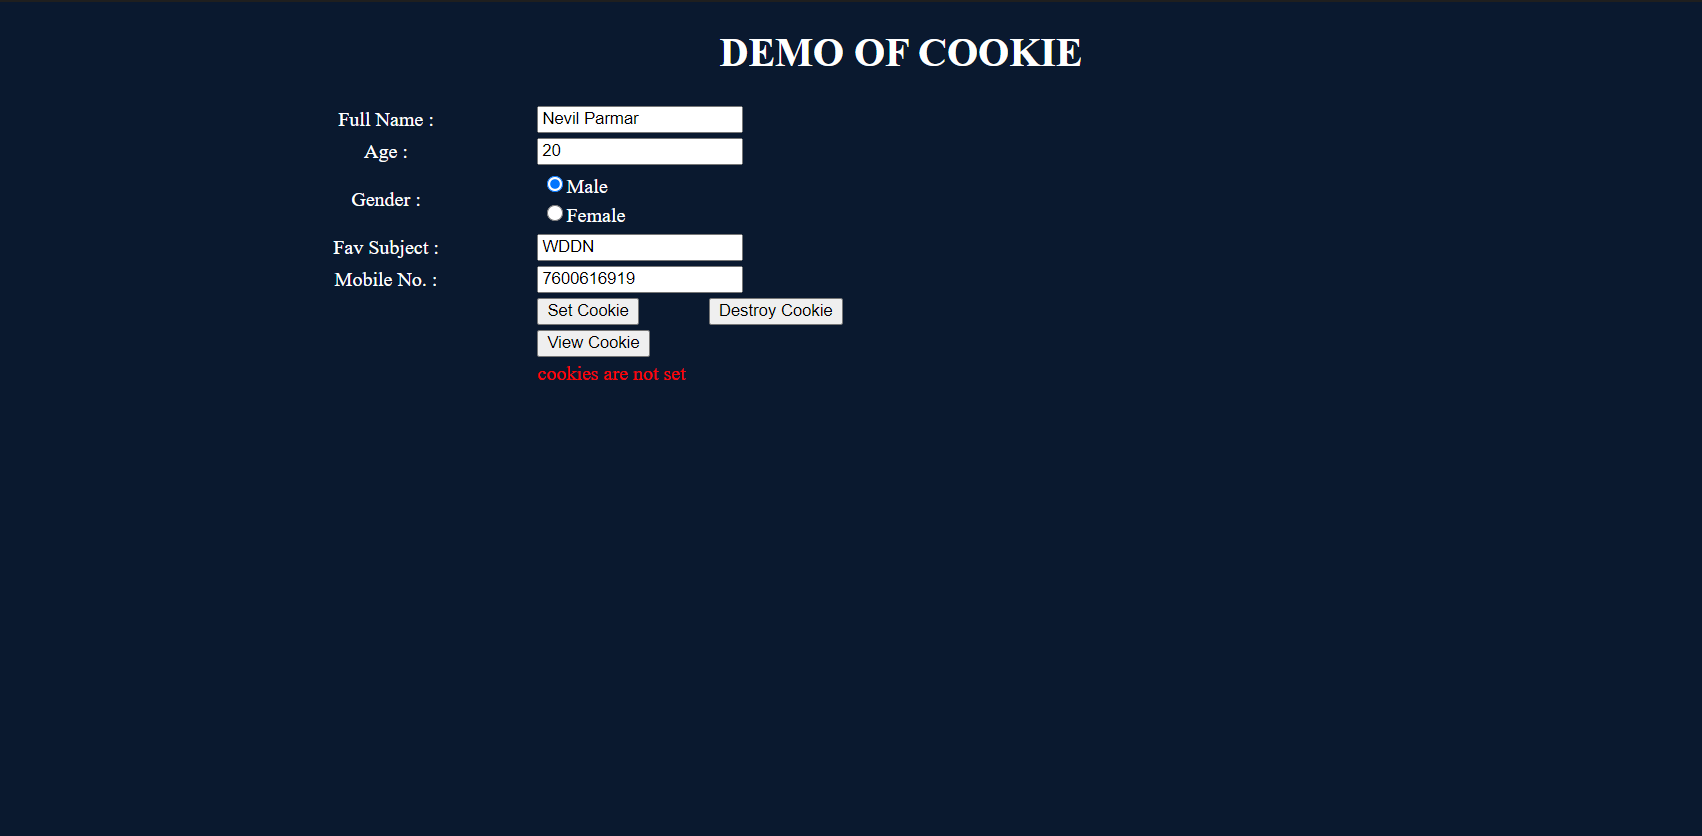 DEMO OF COOKIE
Full Name : Nevil Parmar
Age : 20
Gender : Male
Female
Fav Subject : WDDN
Mobile No. : 7600616919
Set Cookie Destroy Cookie
View Cookie
cookies are not set